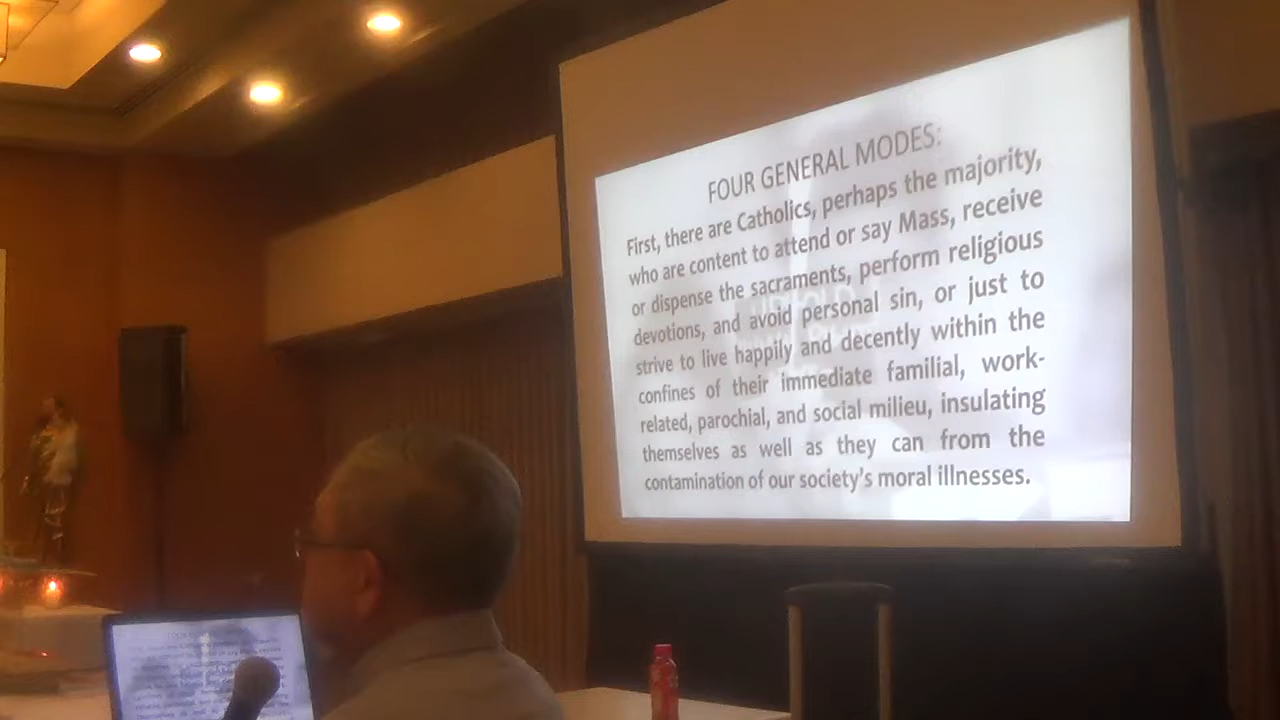 FOUR GENERAL MODES:
First, there are Catholics, perhaps the majority,
who are content to attend or say Mass, receive
or dispense the sacraments, perform religious
devotions, and avoid personal sin, or just to
strive to live happily and decently within the
confines of their immediate familial, work-
related, parochial, and social milieu, insulating
themselves as well as they can from the
contamination of our society's moral illnesses.